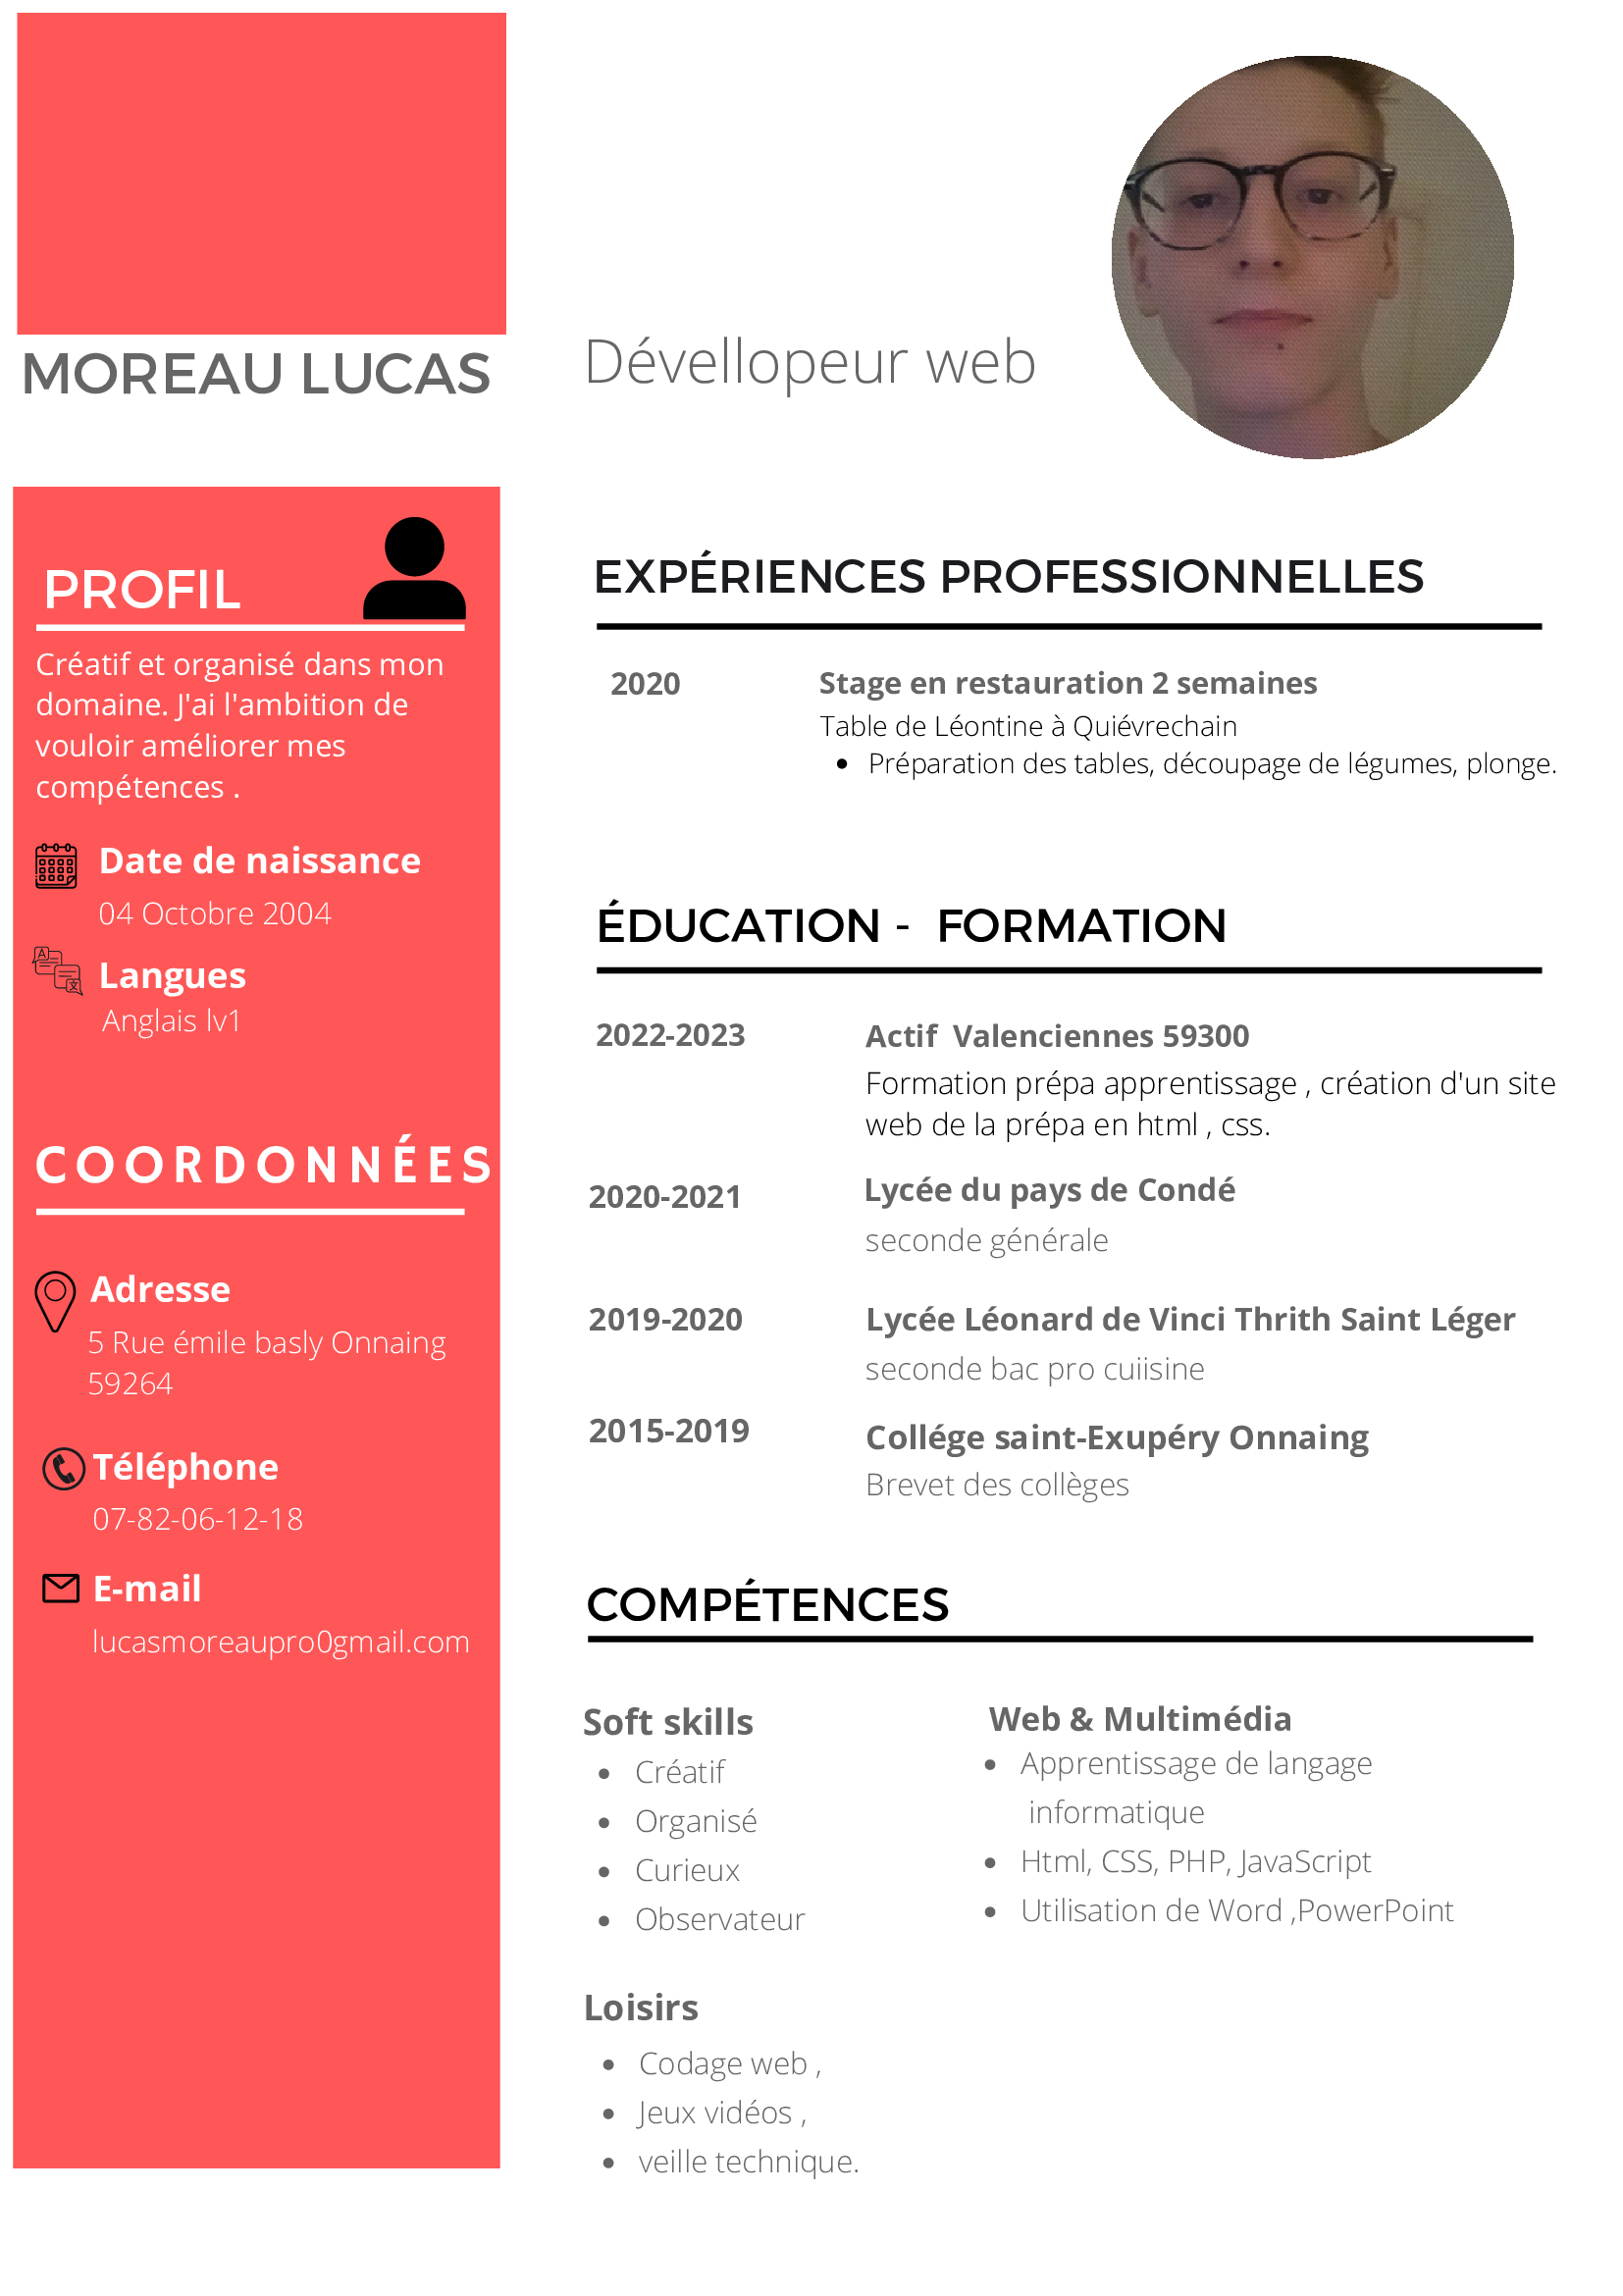 MOREAU LUCAS
Dévellopeur web
PROFIL
Créatif et organisé dans mon
domaine. J'ai l'ambition de
vouloir améliorer mes
compétences .
Date de naissance
04 Octobre 2004
Langues
Anglais lv1
COORDONNÉES
Adresse
5 Rue émile basly Onnaing
59264
Téléphone
07-82-06-12-18
E-mail
lucasmoreaupro0gmail.com
EXPÉRIENCES PROFESSIONNELLES
2020
Stage en restauration 2 semaines
Table de Léontine à Quiévrechain
• Préparation des tables, découpage de légumes, plonge.
ÉDUCATION - FORMATION
2022-2023
Actif Valenciennes 59300
Formation prépa apprentissage , création d'un site
web de la prépa en html , css.
2020-2021
Lycée du pays de Condé
seconde générale
2019-2020
Lycée Léonard de Vinci Thrith Saint Léger
seconde bac pro cuiisine
2015-2019
Collége saint-Exupéry Onnaing
Brevet des collèges
COMPÉTENCES
Soft skills
• Créatif
• Organisé
• Curieux
• Observateur
Web & Multimédia
• Apprentissage de langage
informatique
• Html, CSS, PHP, JavaScript
• Utilisation de Word ,PowerPoint
Loisirs
• Codage web ,
• Jeux vidéos ,
• veille technique.